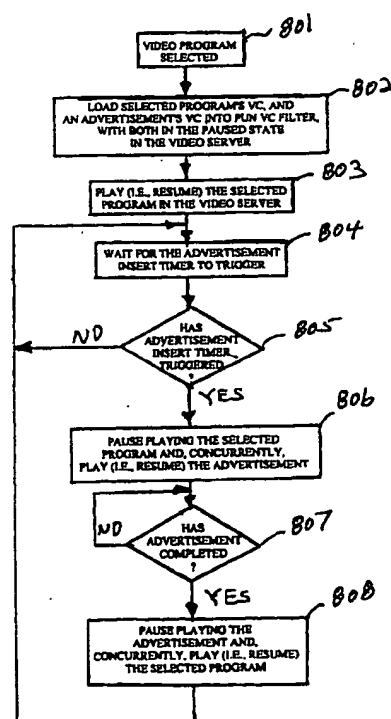 801
VIDEO PROGRAM
SELECTED
802
LOAD SELECTED PROGRAM'S VC, AND
AN ADVERTISEMENT'S VC INTO PUN VC FILTER,
WITH BOTH IN THE PAUSED STATE
IN THE VIDEO SERVER
803
PLAY (I.E., RESUME) THE SELECTED
PROGRAM IN THE VIDEO SERVER
804
WAIT FOR THE ADVERTISEMENT
INSERT TIMER TO TRIGGER
805
NO
HAS
ADVERTISEMENT
INSERT TIMER
TRIGGERED
?
YES
806
PAUSE PLAYING THE SELECTED
PROGRAM AND, CONCURRENTLY,
PLAY (I.E., RESUME) THE ADVERTISEMENT
807
NO
HAS
ADVERTISEMENT
COMPLETED
?
YES
808
PAUSE PLAYING THE
ADVERTISEMENT AND,
CONCURRENTLY, PLAY (I.E., RESUME)
THE SELECTED PROGRAM